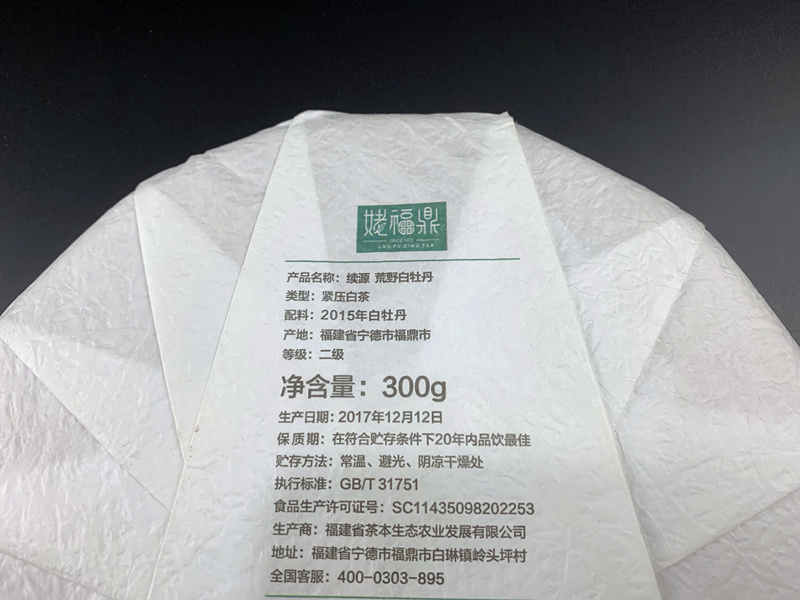 姥福鼎
LAO FU DING TEA
产品名称：续源 荒野白牡丹
类型：紧压白茶
配料：2015年白牡丹
产地：福建省宁德市福鼎市
等级：二级
净含量：300g
生产日期：2017年12月12日
保质期：在符合贮存条件下20年内品饮最佳
贮存方法：常温、避光、阴凉干燥处
执行标准：GB/T 31751
食品生产许可证号：SC11435098202253
生产商：福建省茶本生态农业发展有限公司
地址：福建省宁德市福鼎市白琳镇岭头坪村
全国客服：400-0303-895